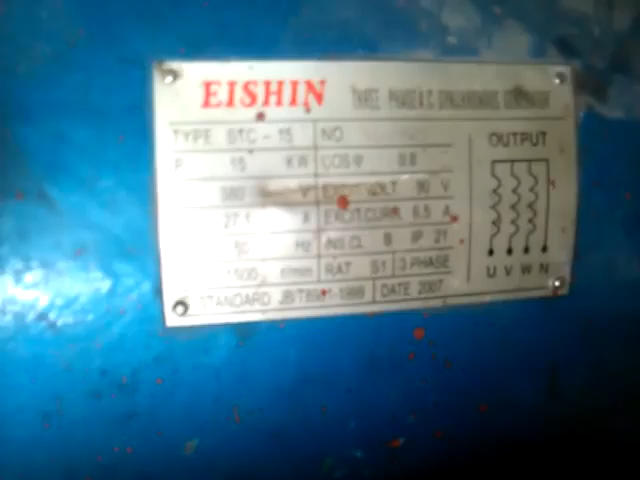 EISHIN THREE PHASE A.C. SYNCHRONOUS GENERATOR
TYPE STC - 15 NO
P 15 KW COS φ 0.8
V EXCIT. VOLT 90 V
27.1 A EXCIT.CURR. 6.5 A
50 Hz INS.CL B IP 21
1500 r/min RAT S1 3 PHASE
STANDARD DATE 2007
OUTPUT
U V W N